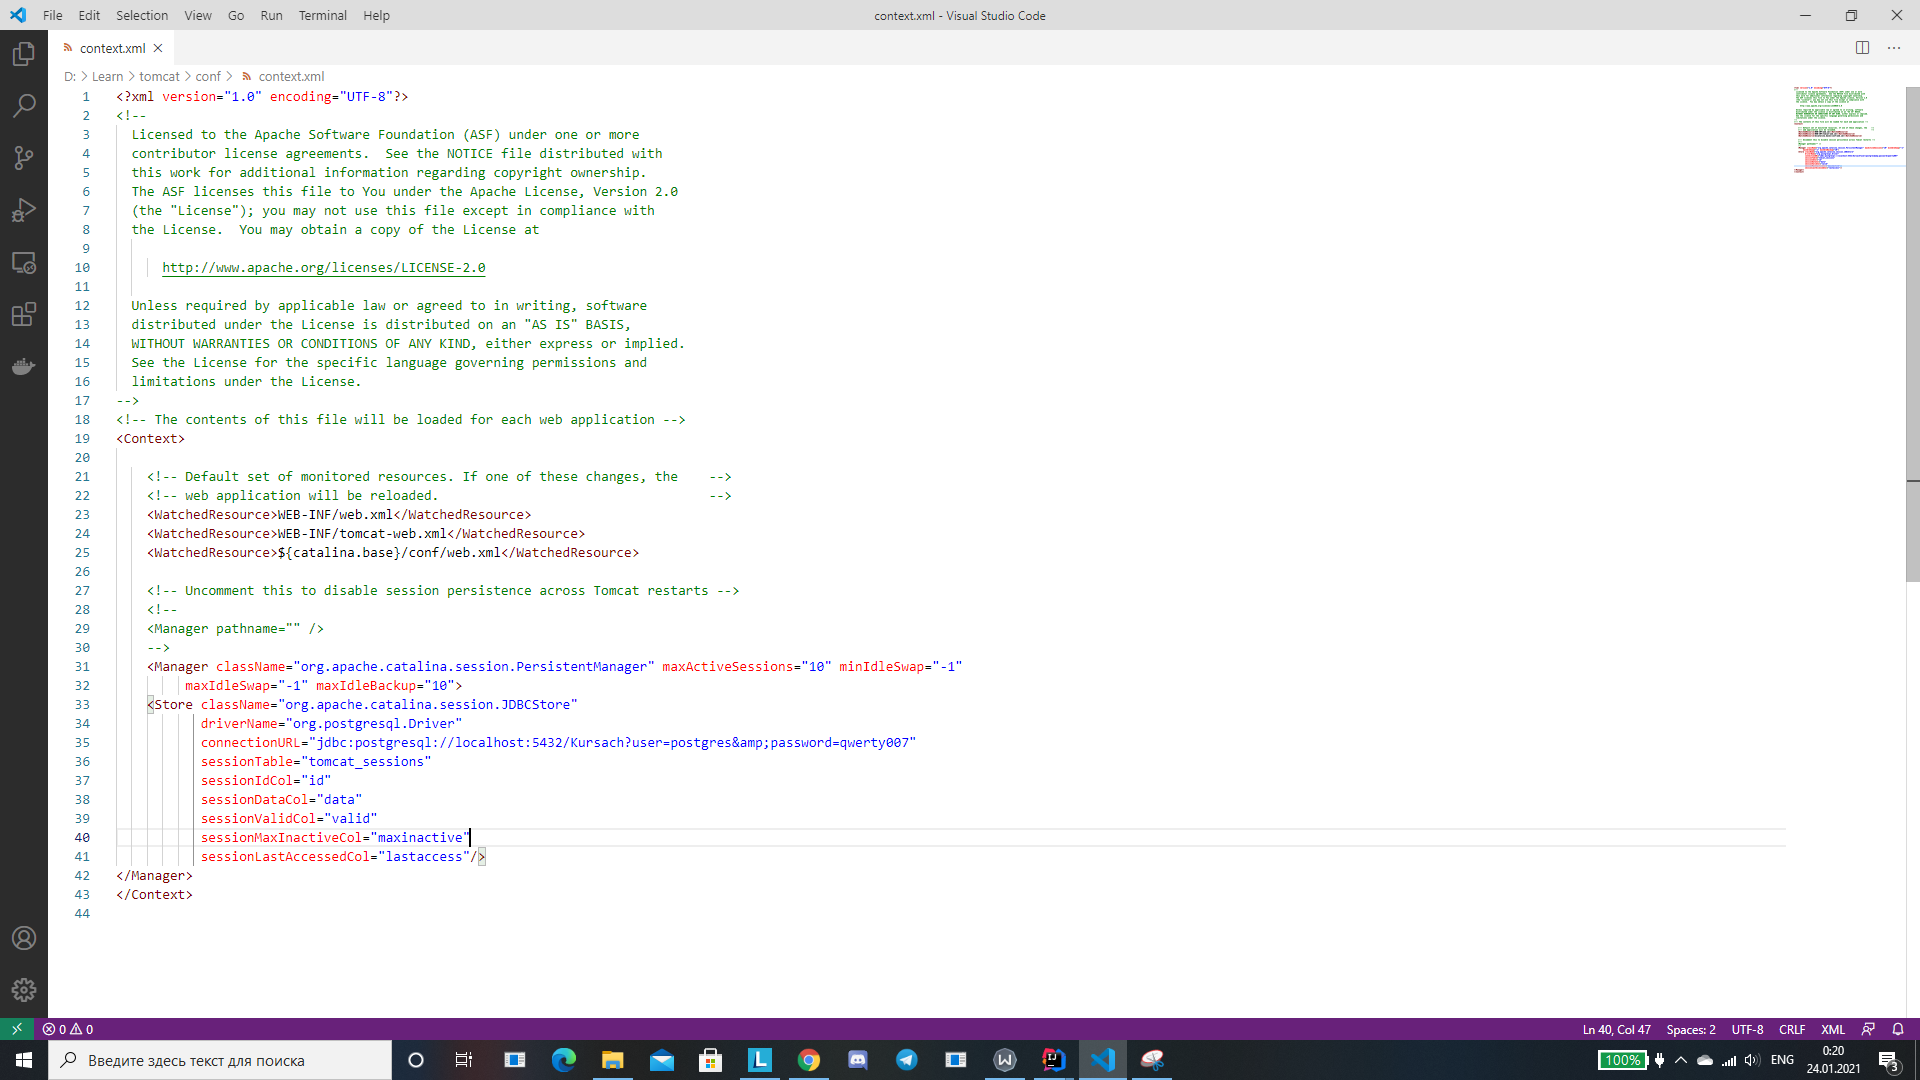 File Edit Selection View Go Run Terminal Help
context.xml - Visual Studio Code
context.xml
D: > Learn > tomcat > conf > context.xml
1 <?xml version="1.0" encoding="UTF-8"?>
2 <!--
3 Licensed to the Apache Software Foundation (ASF) under one or more
4 contributor license agreements.  See the NOTICE file distributed with
5 this work for additional information regarding copyright ownership.
6 The ASF licenses this file to You under the Apache License, Version 2.0
7 (the "License"); you may not use this file except in compliance with
8 the License.  You may obtain a copy of the License at
9
10 http://www.apache.org/licenses/LICENSE-2.0
11
12 Unless required by applicable law or agreed to in writing, software
13 distributed under the License is distributed on an "AS IS" BASIS,
14 WITHOUT WARRANTIES OR CONDITIONS OF ANY KIND, either express or implied.
15 See the License for the specific language governing permissions and
16 limitations under the License.
17 -->
18 <!-- The contents of this file will be loaded for each web application -->
19 <Context>
20
21 <!-- Default set of monitored resources. If one of these changes, the    -->
22 <!-- web application will be reloaded.                                   -->
23 <WatchedResource>WEB-INF/web.xml</WatchedResource>
24 <WatchedResource>WEB-INF/tomcat-web.xml</WatchedResource>
25 <WatchedResource>${catalina.base}/conf/web.xml</WatchedResource>
26
27 <!-- Uncomment this to disable session persistence across Tomcat restarts -->
28 <!--
29 <Manager pathname="" />
30 -->
31 <Manager className="org.apache.catalina.session.PersistentManager" maxActiveSessions="10" minIdleSwap="-1"
32 maxIdleSwap="-1" maxIdleBackup="10">
33 <Store className="org.apache.catalina.session.JDBCStore"
34 driverName="org.postgresql.Driver"
35 connectionURL="jdbc:postgresql://localhost:5432/Kursach?user=postgres&amp;password=qwerty007"
36 sessionTable="tomcat_sessions"
37 sessionIdCol="id"
38 sessionDataCol="data"
39 sessionValidCol="valid"
40 sessionMaxInactiveCol="maxinactive"
41 sessionLastAccessedCol="lastaccess"/>
42 </Manager>
43 </Context>
44
0 0
Ln 40, Col 47 Spaces: 2 UTF-8 CRLF XML
Введите здесь текст для поиска
L
W
IJ
100%
ENG
0:20
24.01.2021
3